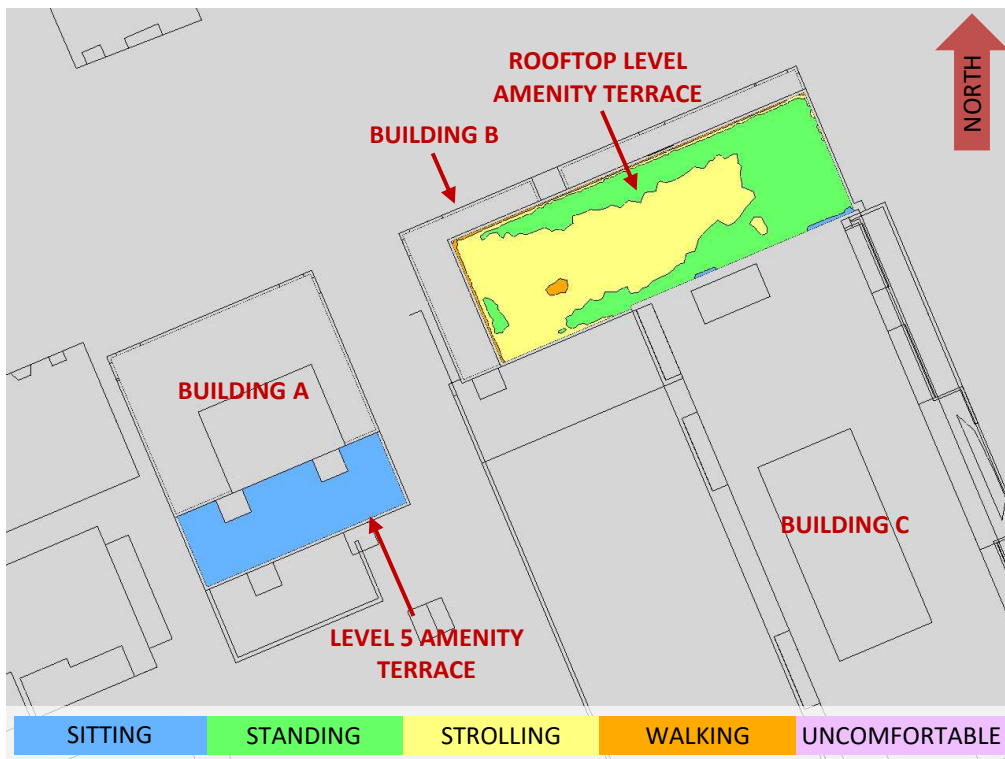 ROOFTOP LEVEL
AMENITY TERRACE
NORTH
BUILDING B
BUILDING A
BUILDING C
LEVEL 5 AMENITY
TERRACE
SITTING
STANDING
STROLLING
WALKING
UNCOMFORTABLE